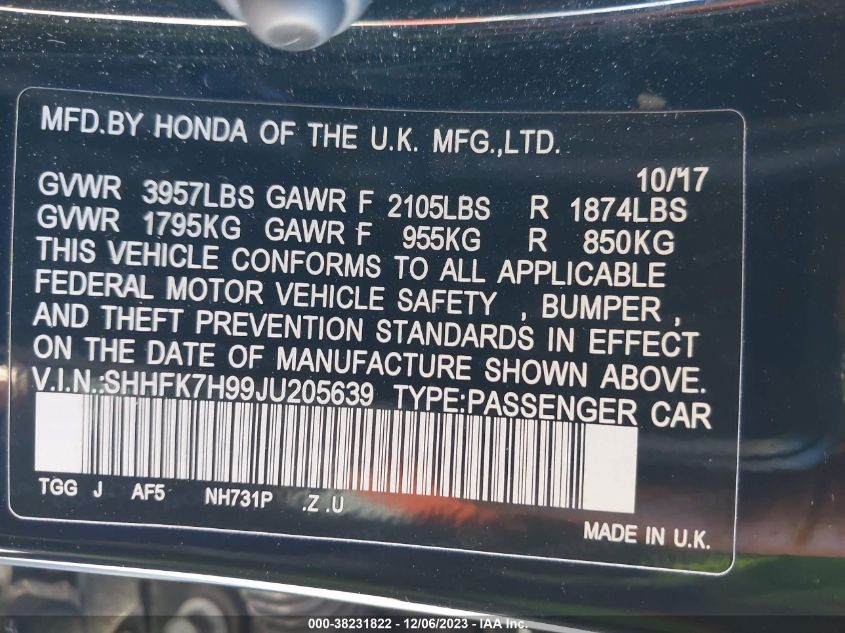 MFD.BY HONDA OF THE U.K. MFG.,LTD.
10/17
GVWR 3957LBS GAWR F 2105LBS R 1874LBS
GVWR 1795KG GAWR F 955KG R 850KG
THIS VEHICLE CONFORMS TO ALL APPLICABLE
FEDERAL MOTOR VEHICLE SAFETY , BUMPER ,
AND THEFT PREVENTION STANDARDS IN EFFECT
ON THE DATE OF MANUFACTURE SHOWN ABOVE.
V.I.N.:SHHFK7H99JU205639 TYPE:PASSENGER CAR
TGG J AF5 NH731P .Z .U
MADE IN U.K.
000-38231822 - 12/06/2023 - IAA Inc.